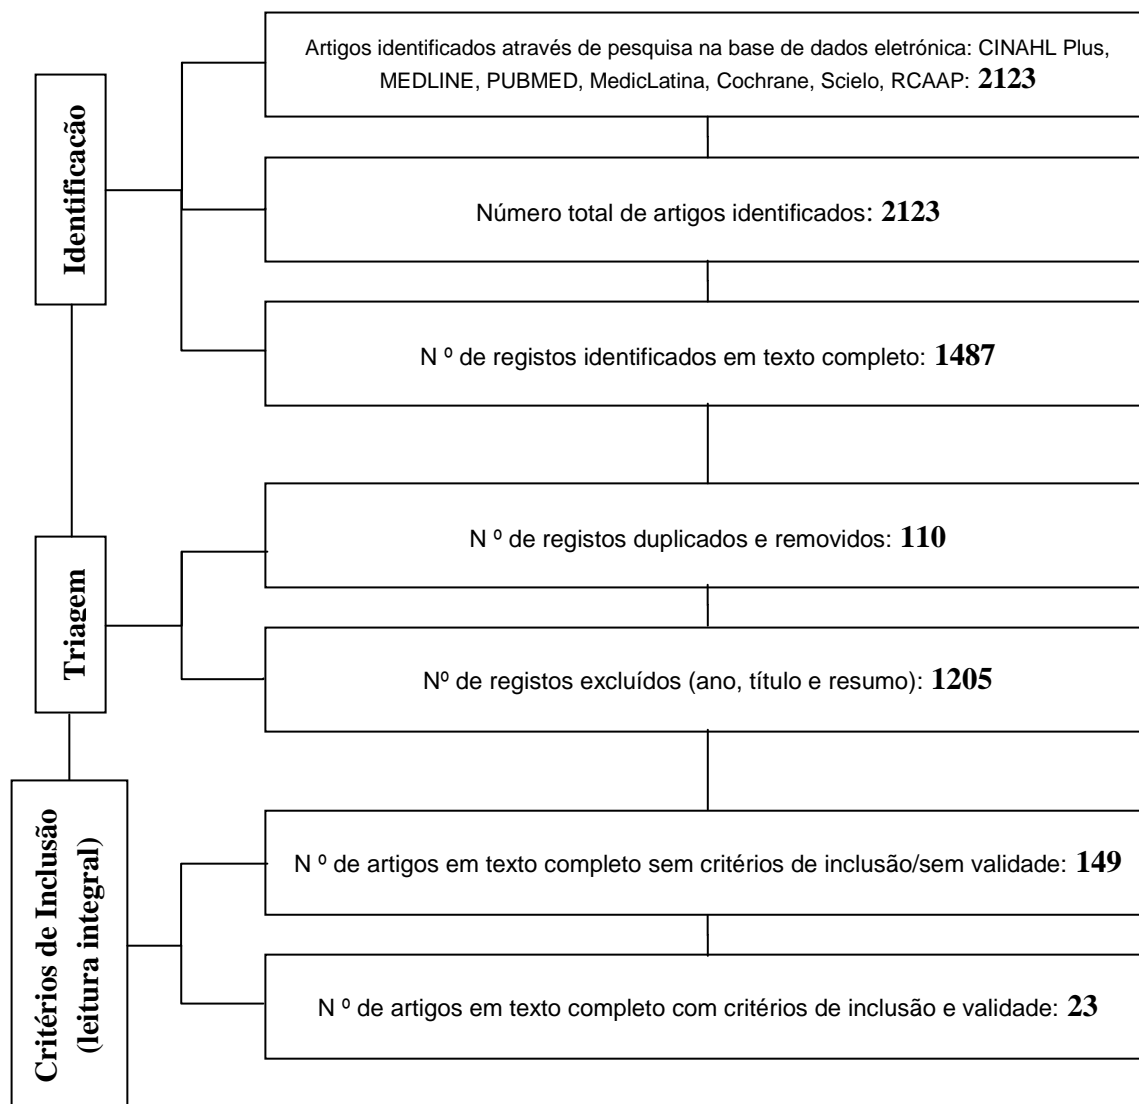 Artigos identificados através de pesquisa na base de dados eletrónica: CINAHL Plus,
MEDLINE, PUBMED, MedicLatina, Cochrane, Scielo, RCAAP: 2123
Identificação
Número total de artigos identificados: 2123
N º de registos identificados em texto completo: 1487
Triagem
N º de registos duplicados e removidos: 110
Nº de registos excluídos (ano, título e resumo): 1205
Critérios de Inclusão
(leitura integral)
N º de artigos em texto completo sem critérios de inclusão/sem validade: 149
N º de artigos em texto completo com critérios de inclusão e validade: 23